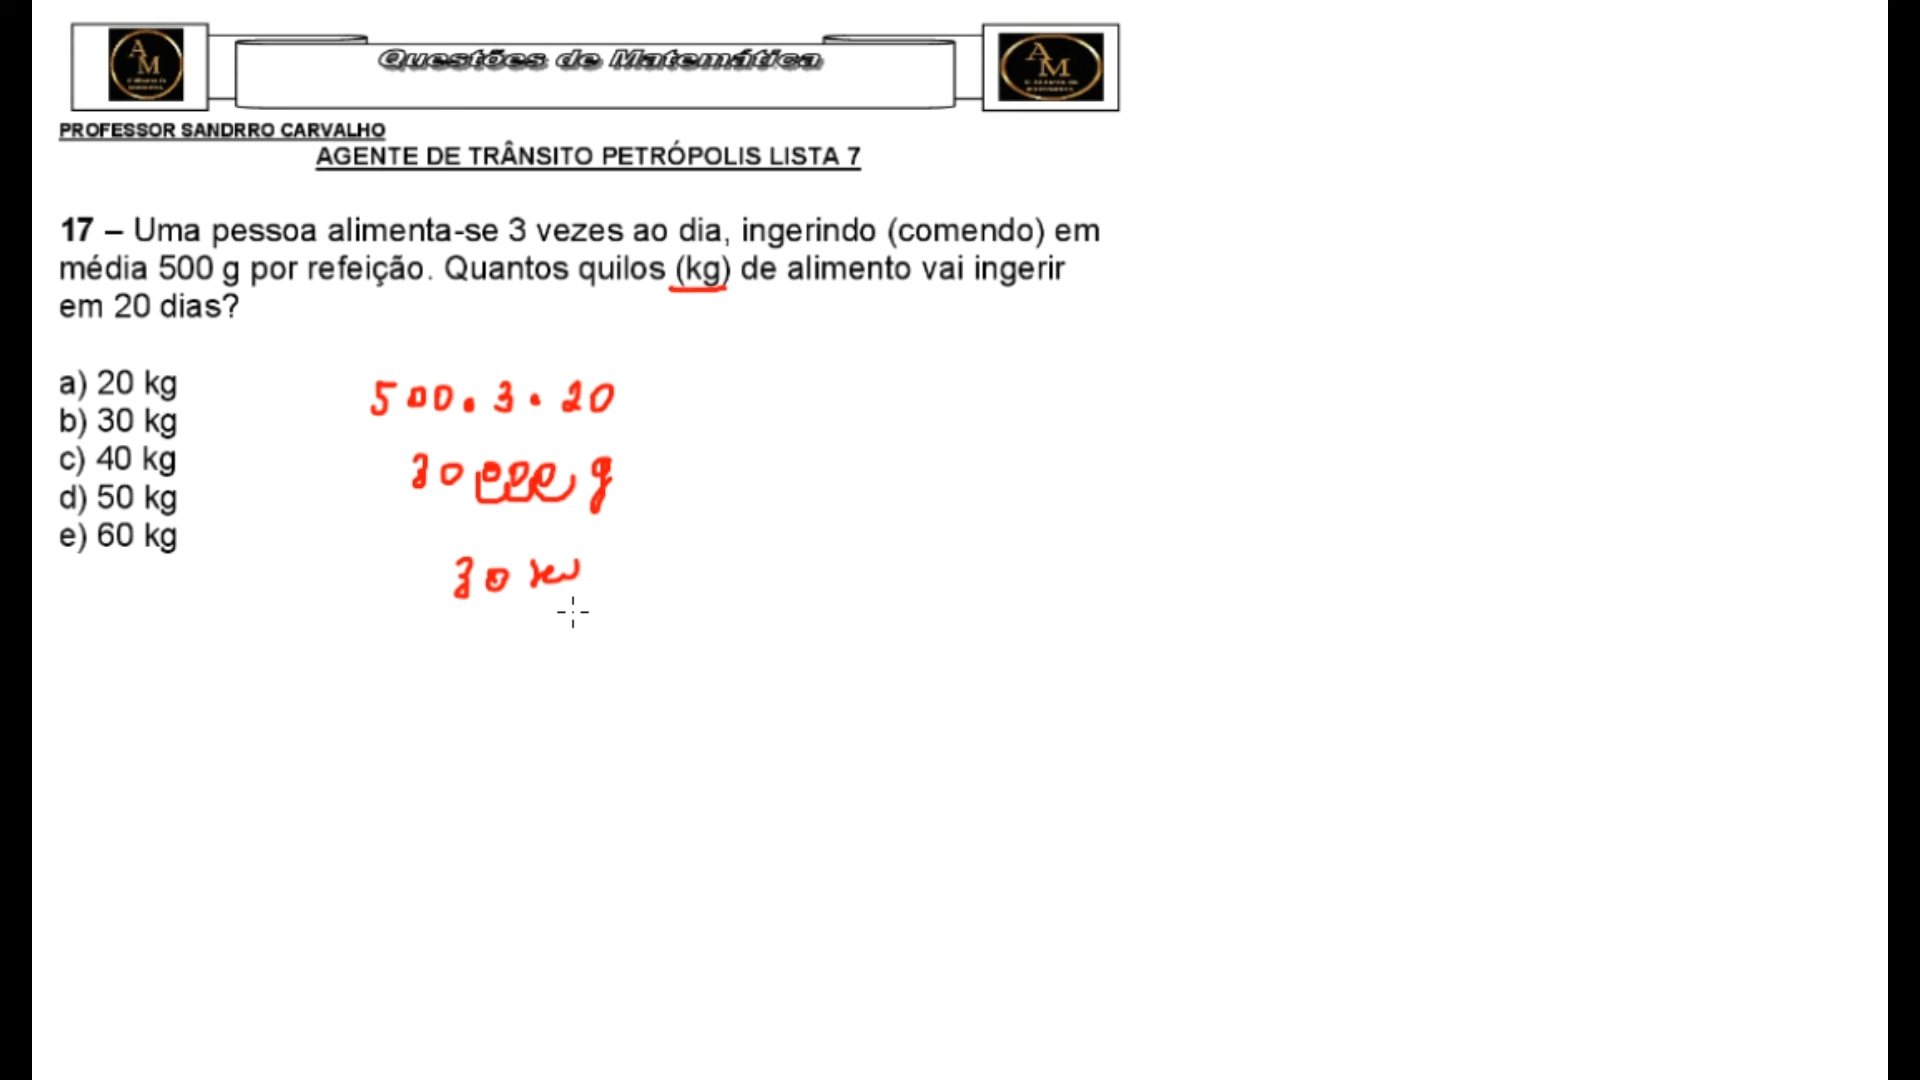 A
M
Questões de Matemática
A
M
PROFESSOR SANDRRO CARVALHO
AGENTE DE TRÂNSITO PETRÓPOLIS LISTA 7
17 – Uma pessoa alimenta-se 3 vezes ao dia, ingerindo (comendo) em
média 500 g por refeição. Quantos quilos (kg) de alimento vai ingerir
em 20 dias?
a) 20 kg
b) 30 kg
c) 40 kg
d) 50 kg
e) 60 kg
500.3.20
30000 g
30